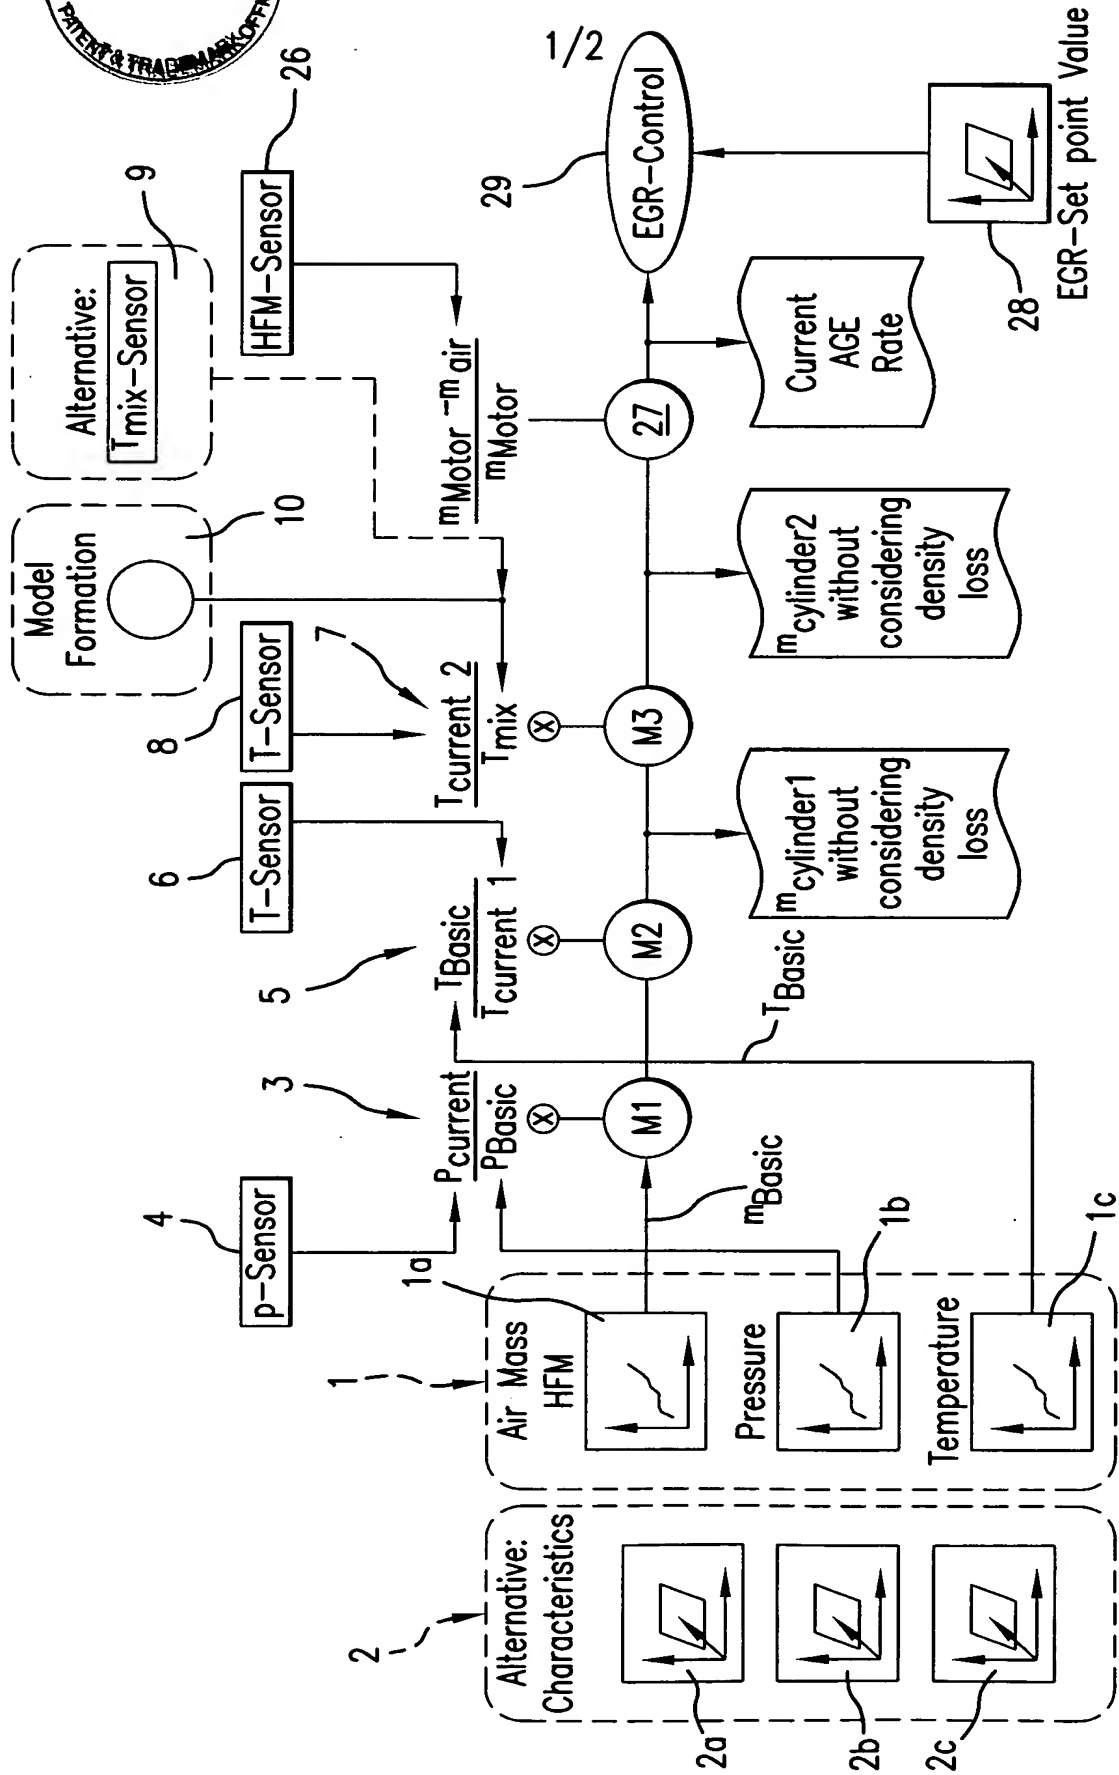 PATENT & TRADEMARK OFFI
1/2
2
Alternative:
Characteristics
2a
2b
2c
1
Air Mass
HFM
1a
Pressure
1b
Temperature
1c
mBasic
TBasic
4
p-Sensor
3
Pcurrent
PBasic
x
M1
5
6
T-Sensor
TBasic
Tcurrent 1
x
M2
mcylinder1
without
considering
density
loss
8
T-Sensor
7
Tcurrent 2
Tmix
x
M3
mcylinder2
without
considering
density
loss
Model
Formation
10
Alternative:
Tmix-Sensor
9
HFM-Sensor
26
mMotor -mair
mMotor
27
Current
AGE
Rate
29
EGR-Control
28
EGR-Set point Value